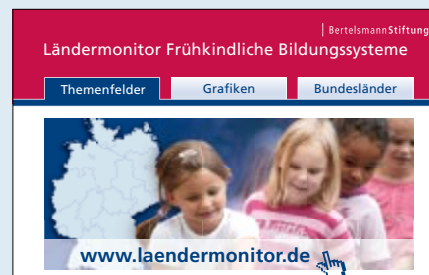 | BertelsmannStiftung
Ländermonitor Frühkindliche Bildungssysteme
Themenfelder Grafiken Bundesländer
www.laendermonitor.de